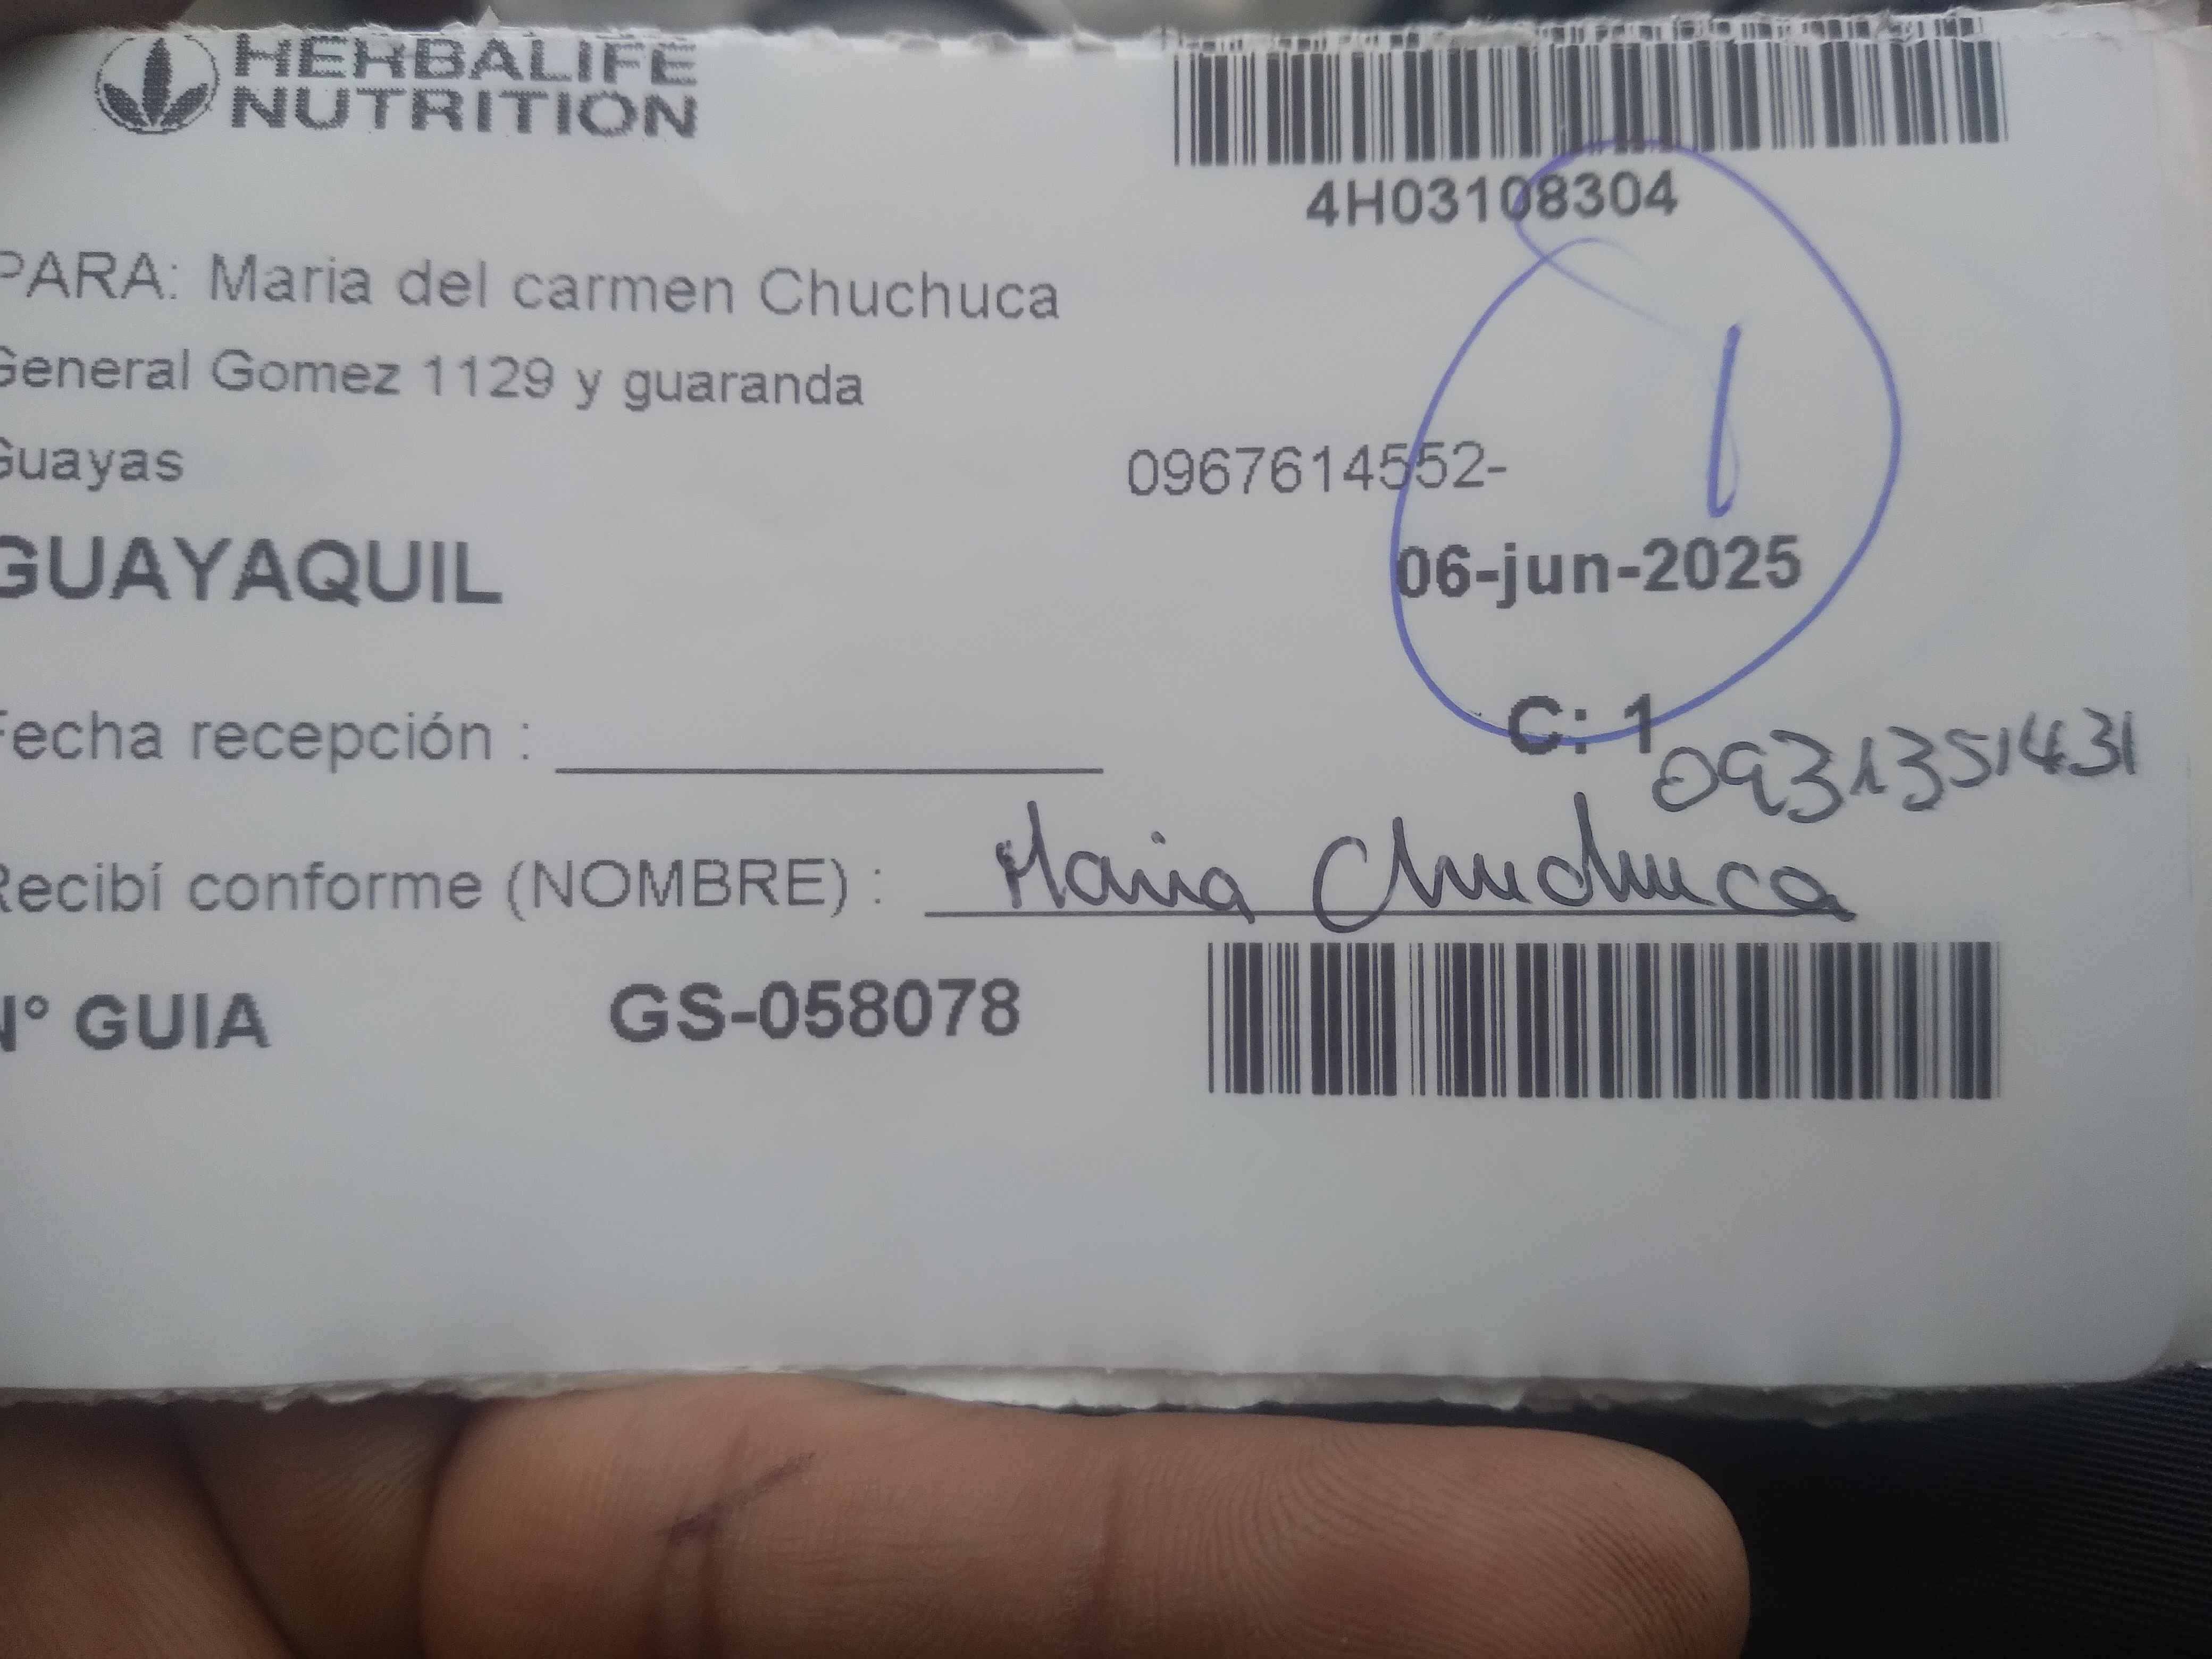 HERBALIFE
NUTRITION
4H03108304
PARA: Maria del carmen Chuchuca
General Gomez 1129 y guaranda
Guayas
0967614552-
GUAYAQUIL
1
06-jun-2025
C: 1
0931351431
Fecha recepción :
Recibí conforme (NOMBRE) : Maria Chuchuca
N° GUIA GS-058078